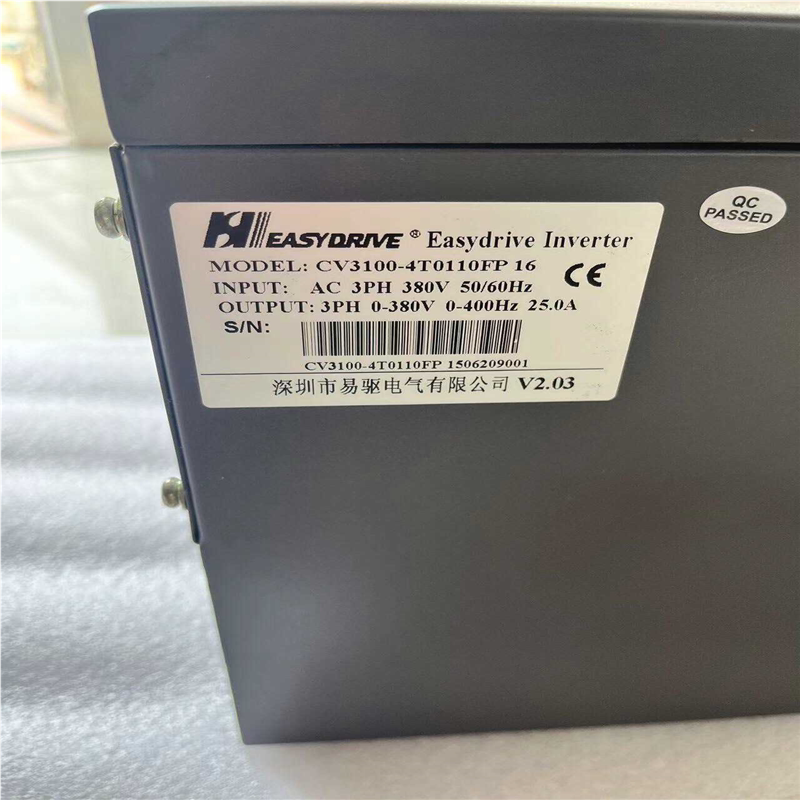 EASYDRIVE ® Easydrive Inverter
MODEL: CV3100-4T0110FP 16 CE
INPUT: AC 3PH 380V 50/60Hz
OUTPUT: 3PH 0-380V 0-400Hz 25.0A
S/N:
CV3100-4T0110FP 1506209001
深圳市易驱电气有限公司 V2.03
QC
PASSED